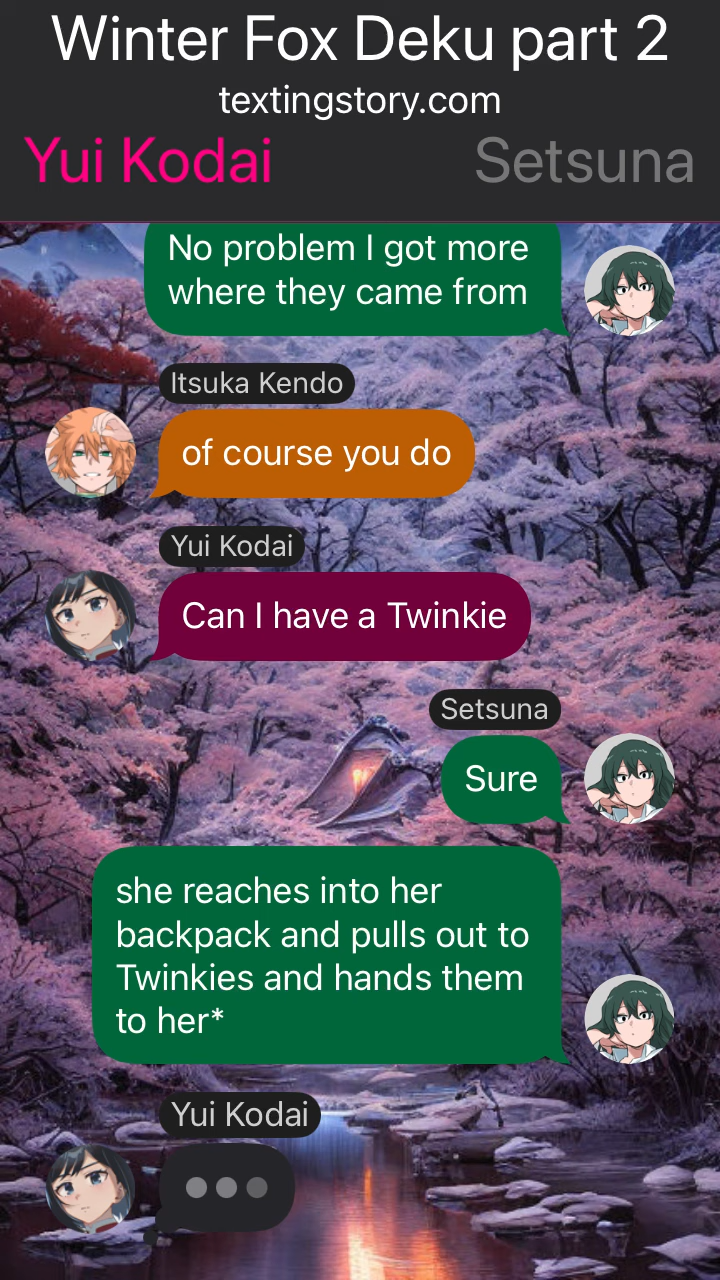 Winter Fox Deku part 2
textingstory.com
Yui Kodai
Setsuna
No problem I got more
where they came from
Itsuka Kendo
of course you do
Yui Kodai
Can I have a Twinkie
Setsuna
Sure
she reaches into her
backpack and pulls out to
Twinkies and hands them
to her*
Yui Kodai